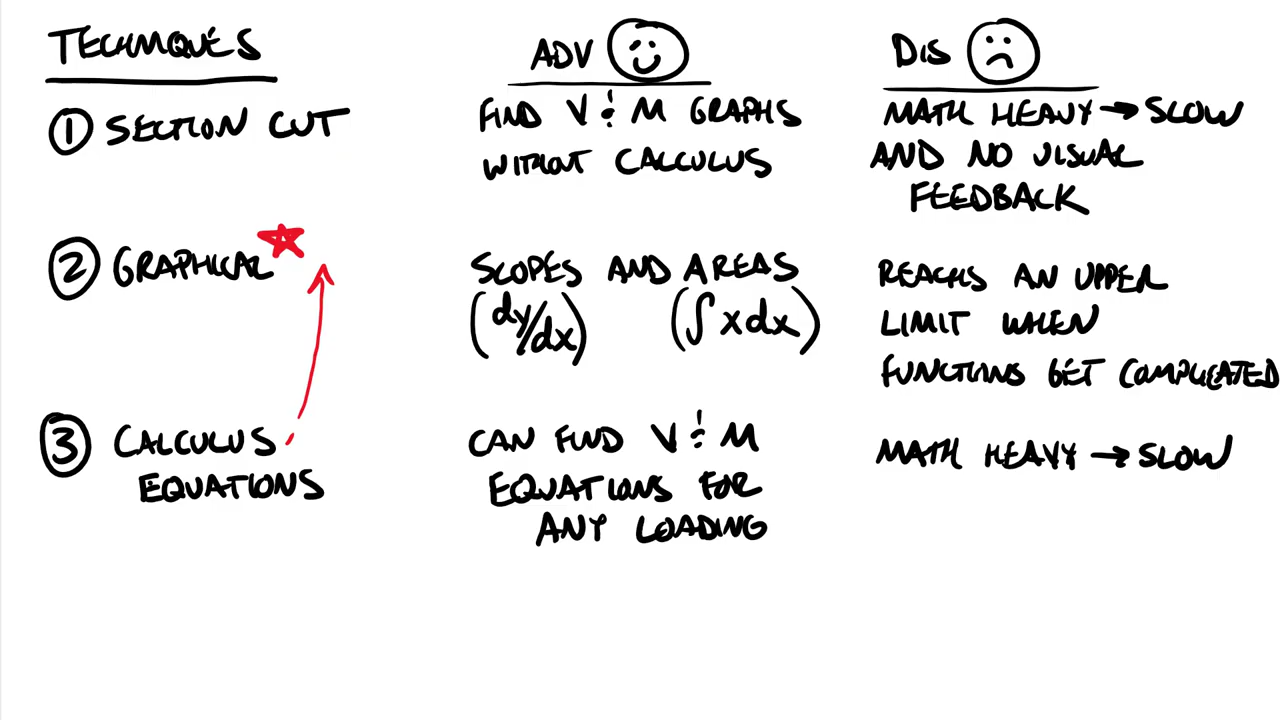 TECHNIQUES
ADV
DIS
① SECTION CUT
FIND V & M GRAPHS
WITHOUT CALCULUS
MATH HEAVY → SLOW
AND NO VISUAL
FEEDBACK
② GRAPHICAL
SLOPES AND AREAS
(dy/dx) (∫xdx)
REACHS AN UPPER
LIMIT WHEN
FUNCTIONS GET COMPLICATED
③ CALCULUS
EQUATIONS
CAN FIND V & M
EQUATIONS FOR
ANY LOADING
MATH HEAVY → SLOW